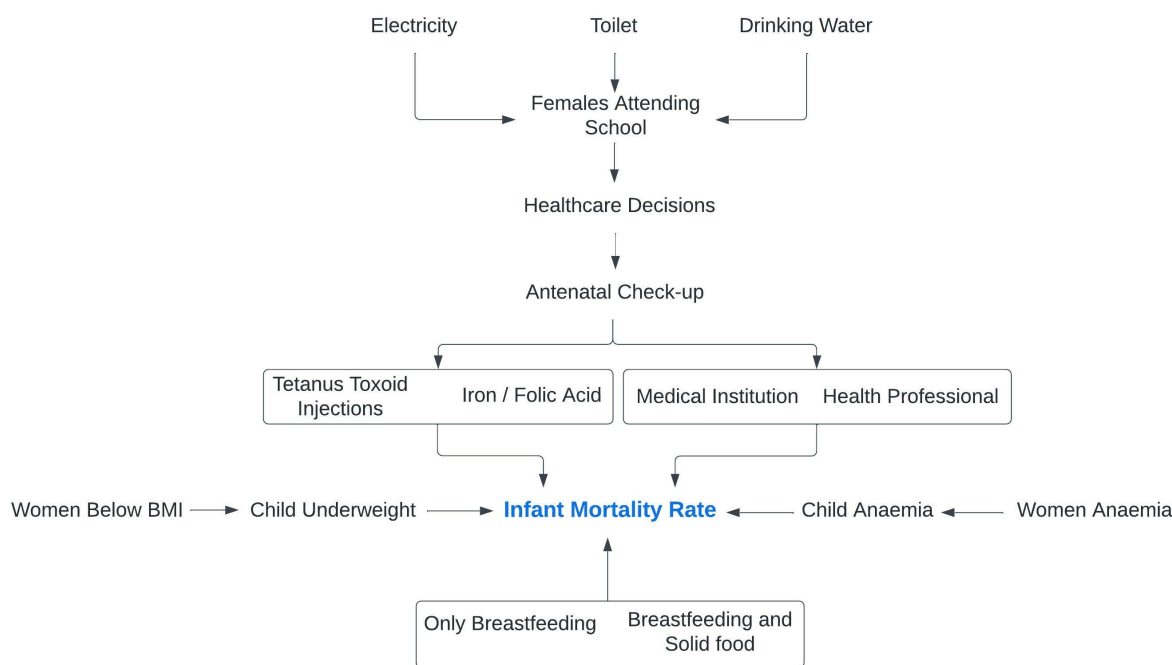 Electricity
Toilet
Drinking Water
Females Attending
School
Healthcare Decisions
Antenatal Check-up
Tetanus Toxoid
Injections
Iron / Folic Acid
Medical Institution
Health Professional
Women Below BMI
Child Underweight
Infant Mortality Rate
Child Anaemia
Women Anaemia
Only Breastfeeding
Breastfeeding and
Solid food